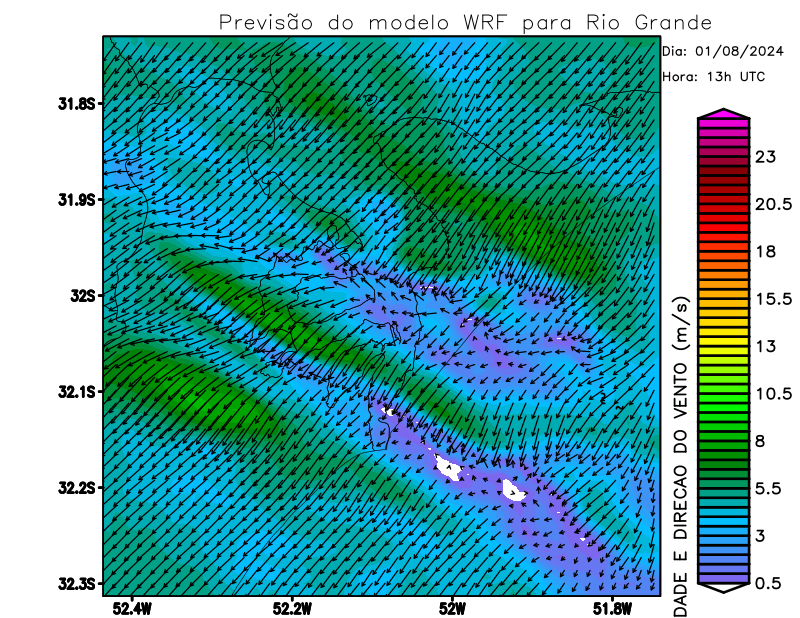 Previsão do modelo WRF para Rio Grande
Dia: 01/08/2024
Hora: 13h UTC
31.8S
31.9S
32S
32.1S
32.2S
32.3S
52.4W
52.2W
52W
51.8W
23
20.5
18
15.5
13
10.5
8
5.5
3
0.5
DADE E DIRECAO DO VENTO (m/s)